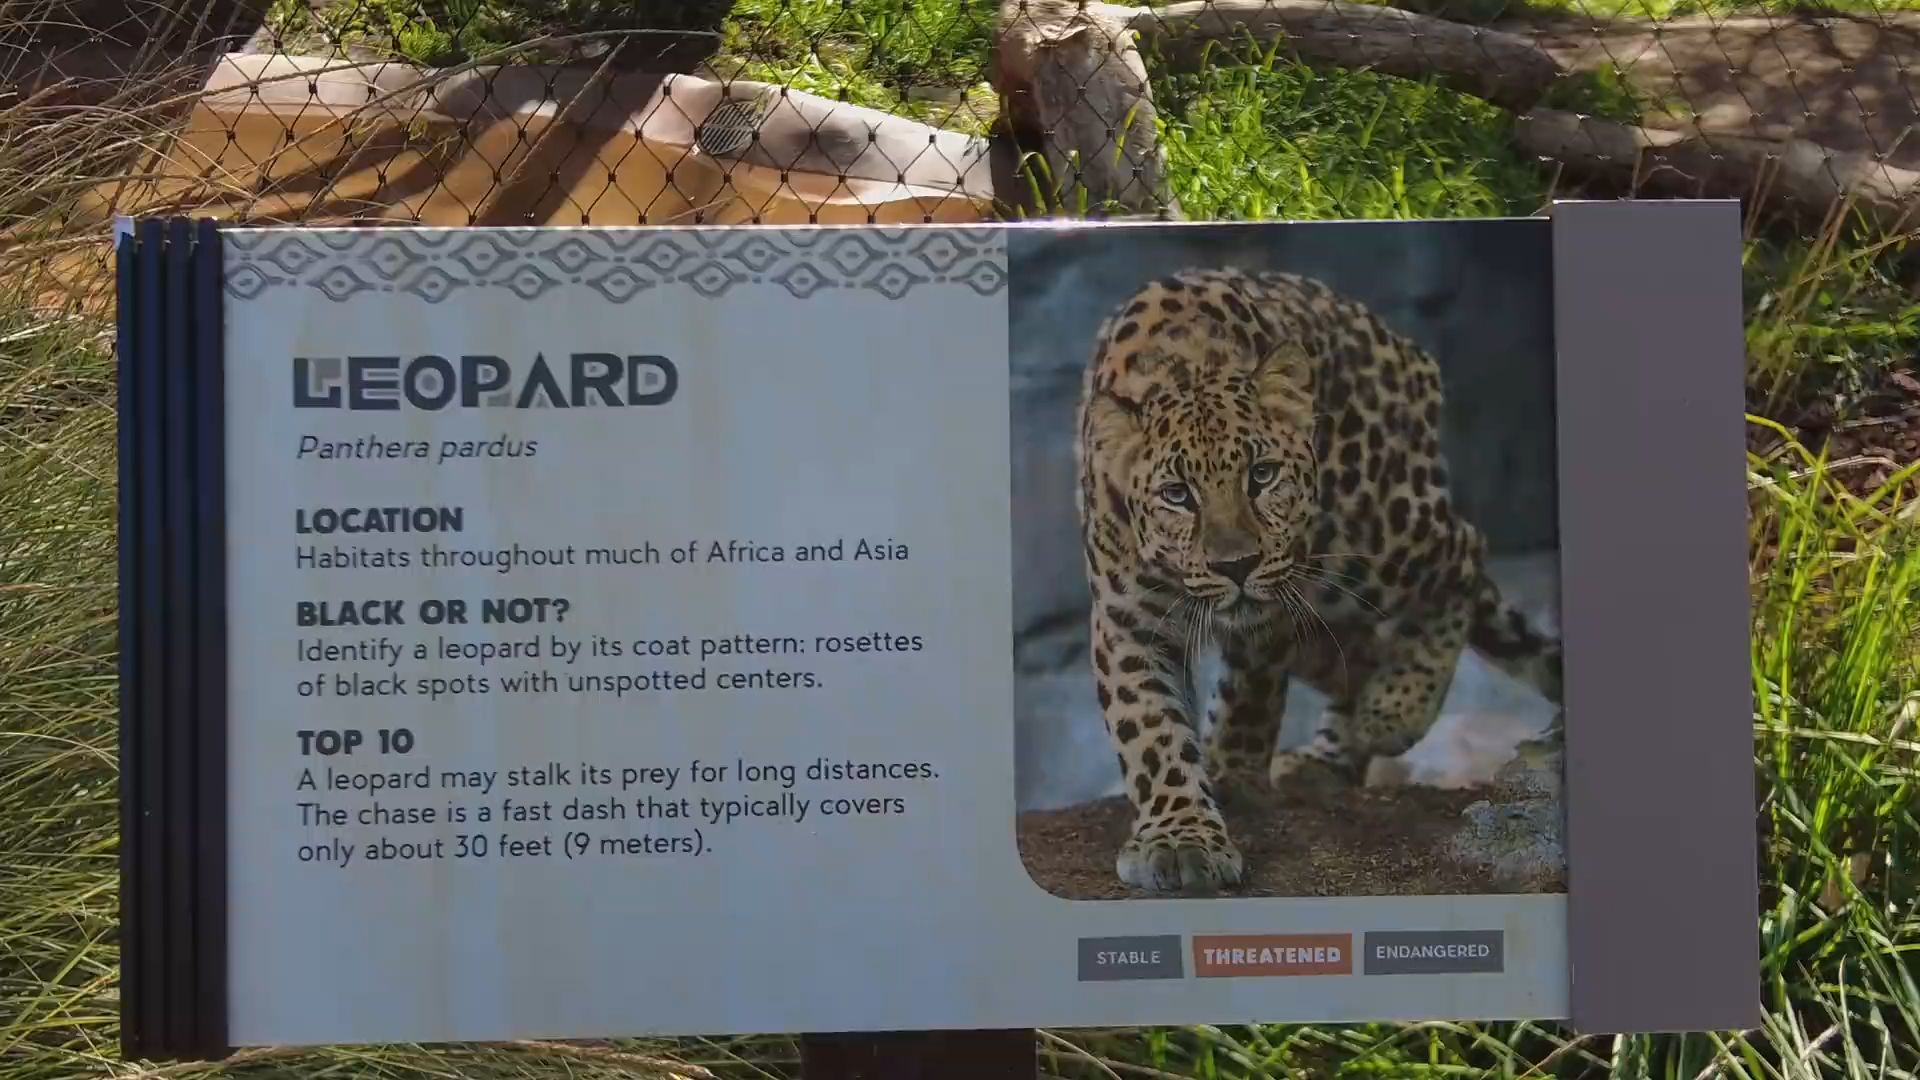 LEOPARD
Panthera pardus
LOCATION
Habitats throughout much of Africa and Asia
BLACK OR NOT?
Identify a leopard by its coat pattern: rosettes
of black spots with unspotted centers.
TOP 10
A leopard may stalk its prey for long distances.
The chase is a fast dash that typically covers
only about 30 feet (9 meters).
STABLE THREATENED ENDANGERED